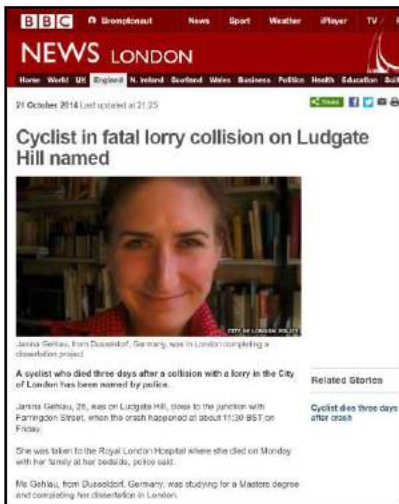 BBC Bromptonaut News Sport Weather iPlayer TV
NEWS LONDON
Home World UK England N. Ireland Scotland Wales Business Politics Health Education
21 October 2014 Last updated at 21:25
Share
Cyclist in fatal lorry collision on Ludgate
Hill named
CITY OF LONDON POLICE
Janina Gehlau, from Dusseldorf, Germany, was in London completing a
dissertation project
A cyclist who died three days after a collision with a lorry in the City
of London has been named by police.
Related Stories
Janina Gehlau, 26, was on Ludgate Hill, close to the junction with
Farringdon Street, when the crash happened at about 11:30 BST on
Friday.
Cyclist dies three days
after crash
She was taken to the Royal London Hospital where she died on Monday
with her family at her bedside, police said.
Ms Gehlau, from Dusseldorf, Germany, was studying for a Masters degree
and completing her dissertation in London.